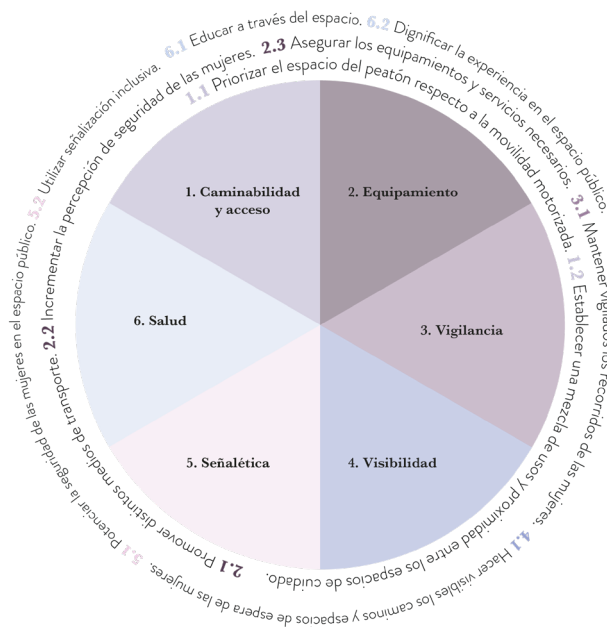 1. Caminabilidad
y acceso
2. Equipamiento
3. Vigilancia
4. Visibilidad
5. Señalética
6. Salud
1.1 Priorizar el espacio del peatón respecto a la movilidad motorizada.
1.2 Establecer una mezcla de usos y proximidad entre los espacios de cuidado.
2.1 Promover distintos medios de transporte.
2.2 Incrementar la percepción de seguridad de las mujeres.
2.3 Asegurar los equipamientos y servicios necesarios.
3.1 Mantener vigilados los recorridos de las mujeres.
4.1 Hacer visibles los caminos y espacios de espera de las mujeres.
5.1 Potenciar la seguridad de las mujeres en el espacio público.
5.2 Utilizar señalización inclusiva.
6.1 Educar a través del espacio.
6.2 Dignificar la experiencia en el espacio público.